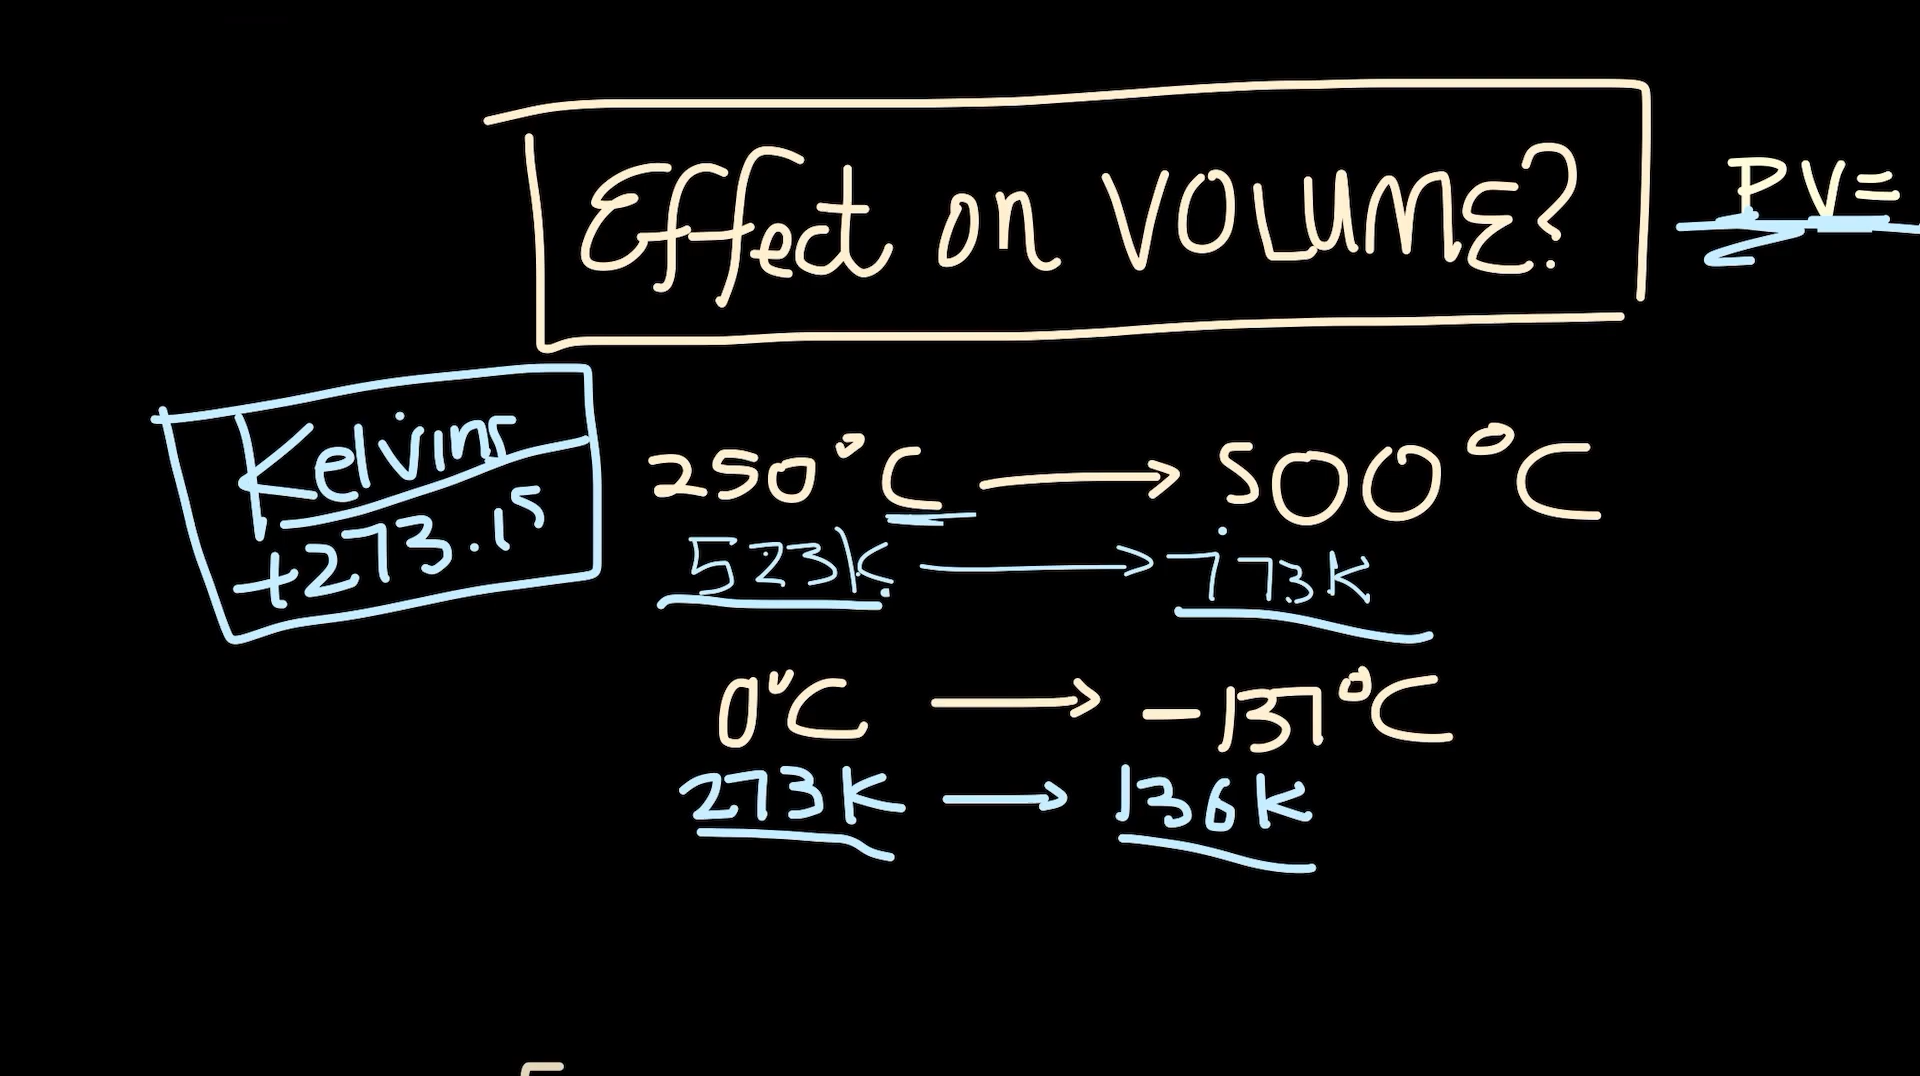 Effect on VOLUME?
PV=
Kelvins
+273.15
250°C → 500°C
523K. → 773K
0°C → -137°C
273K → 136K